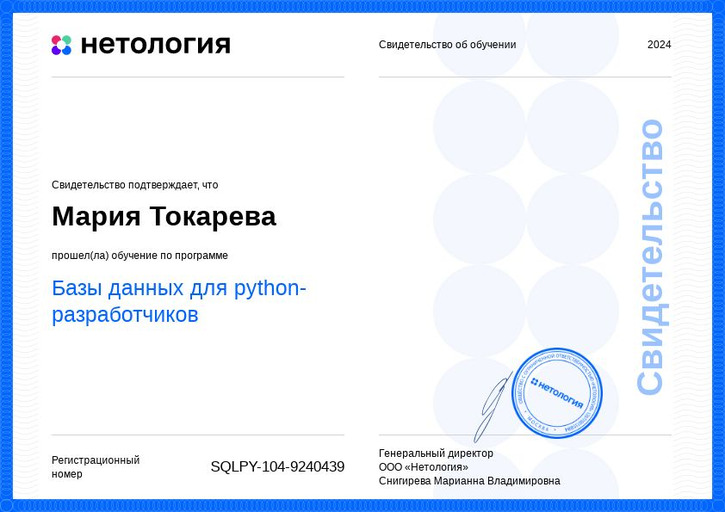 нетология
Свидетельство об обучении
2024
Свидетельство подтверждает, что
Мария Токарева
прошел(ла) обучение по программе
Базы данных для python-
разработчиков
Свидетельство
нетология
МОСКВА
Регистрационный
номер
SQLPY-104-9240439
Генеральный директор
ООО «Нетология»
Снигирева Марианна Владимировна